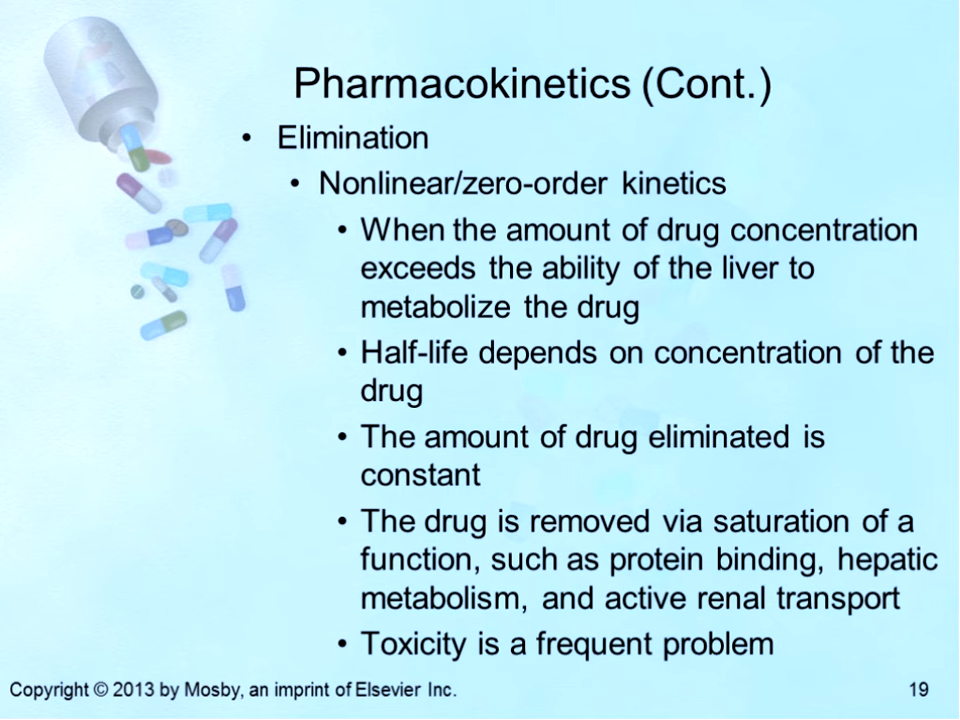 Pharmacokinetics (Cont.)
• Elimination
• Nonlinear/zero-order kinetics
• When the amount of drug concentration
exceeds the ability of the liver to
metabolize the drug
• Half-life depends on concentration of the
drug
• The amount of drug eliminated is
constant
• The drug is removed via saturation of a
function, such as protein binding, hepatic
metabolism, and active renal transport
• Toxicity is a frequent problem
Copyright © 2013 by Mosby, an imprint of Elsevier Inc. 19